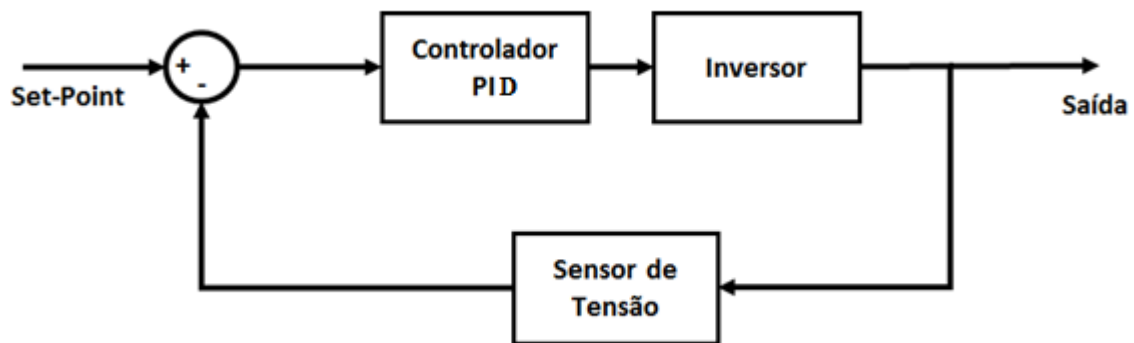 Controlador
PID
Inversor
+
-
Set-Point
Saída
Sensor de
Tensão